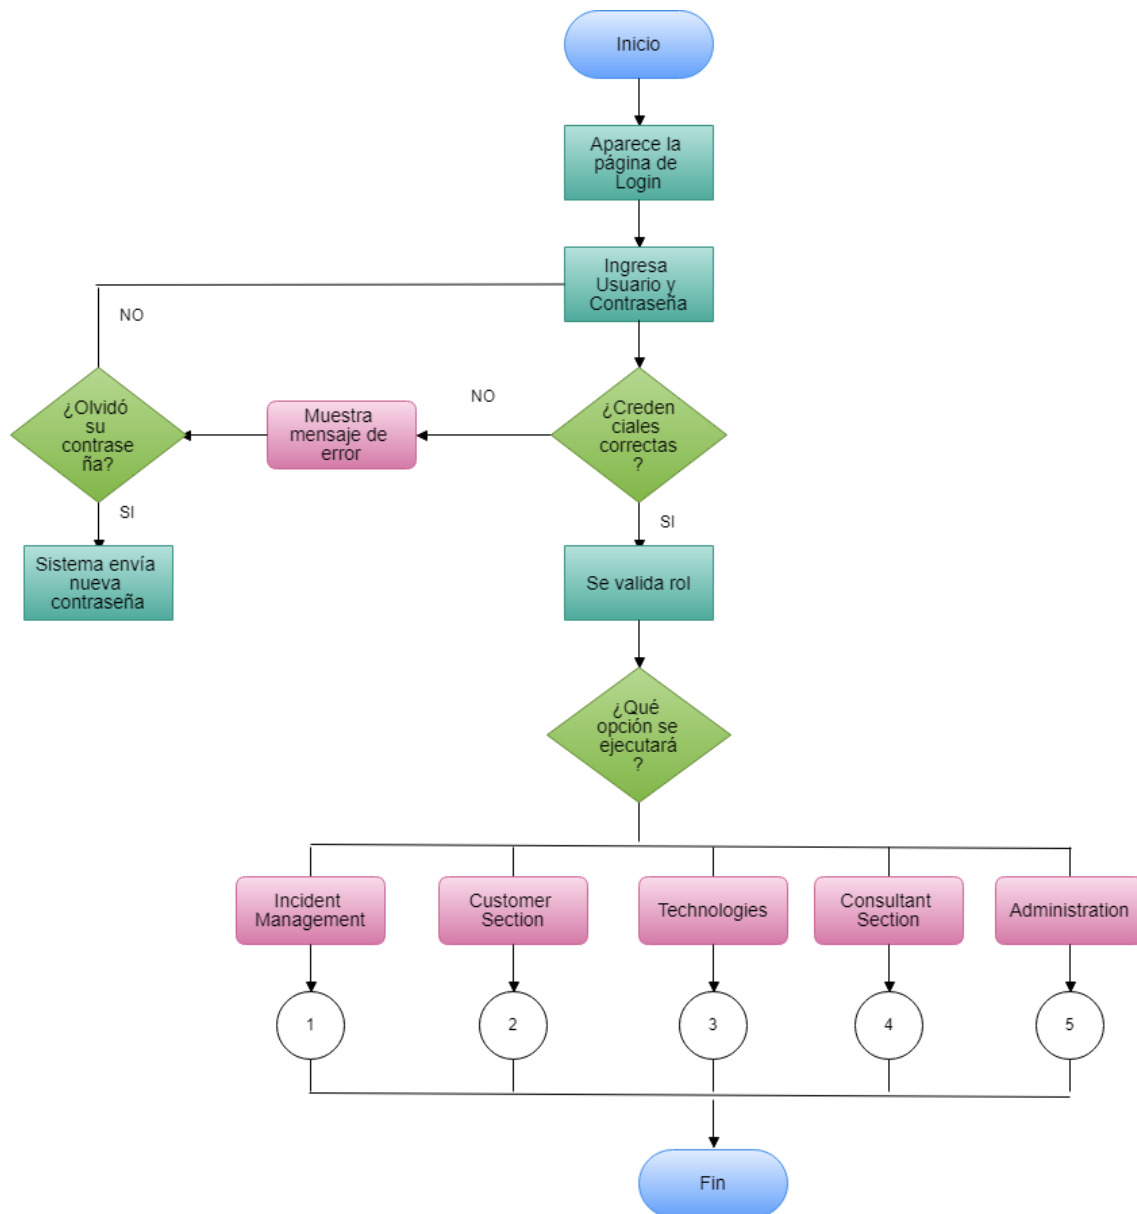 Inicio
Aparece la
página de
Login
Ingresa
Usuario y
Contraseña
NO
¿Olvidó
su
contrase
ña?
Muestra
mensaje de
error
NO
¿Creden
ciales
correctas
?
SI
Sistema envía
nueva
contraseña
SI
Se valida rol
¿Qué
opción se
ejecutará
?
Incident
Management
Customer
Section
Technologies
Consultant
Section
Administration
1
2
3
4
5
Fin